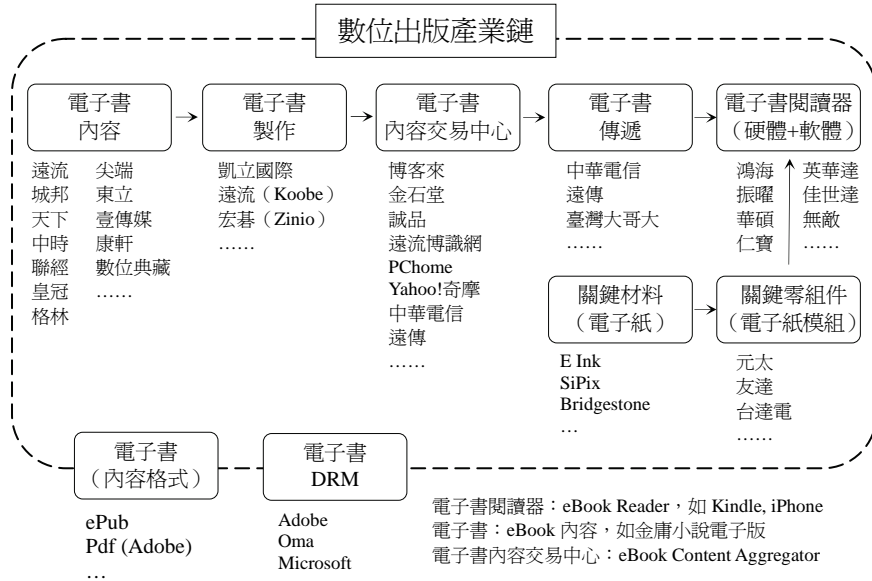 數位出版產業鏈
電子書
內容
電子書
製作
電子書
內容交易中心
電子書
傳遞
電子書閱讀器
（硬體+軟體）
遠流
城邦
天下
中時
聯經
皇冠
格林
尖端
東立
壹傳媒
康軒
數位典藏
……
凱立國際
遠流（Koobe）
宏碁（Zinio）
……
博客來
金石堂
誠品
遠流博識網
PChome
Yahoo!奇摩
中華電信
遠傳
……
中華電信
遠傳
臺灣大哥大
……
鴻海
振曜
華碩
仁寶
英華達
佳世達
無敵
……
關鍵材料
（電子紙）
關鍵零組件
（電子紙模組）
E Ink
SiPix
Bridgestone
…
元太
友達
台達電
……
電子書
（內容格式）
電子書
DRM
ePub
Pdf (Adobe)
…
Adobe
Oma
Microsoft
電子書閱讀器：eBook Reader，如 Kindle, iPhone
電子書：eBook 內容，如金庸小說電子版
電子書內容交易中心：eBook Content Aggregator